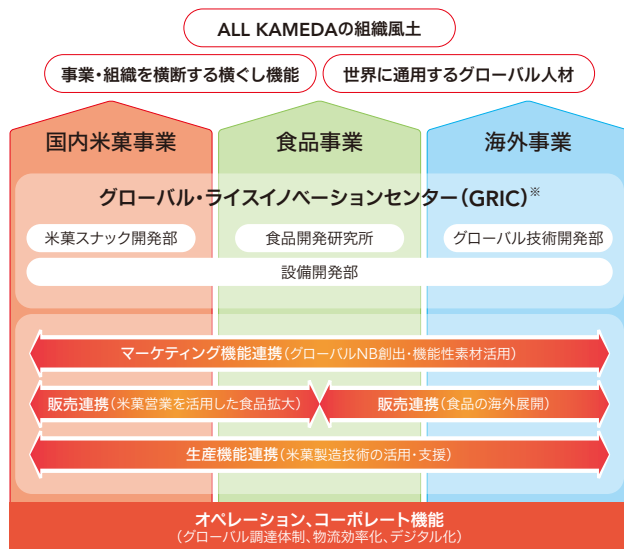 ALL KAMEDAの組織風土
事業・組織を横断する横ぐし機能
世界に通用するグローバル人材
国内米菓事業
食品事業
海外事業
グローバル・ライスイノベーションセンター(GRIC)※
米菓スナック開発部
食品開発研究所
グローバル技術開発部
設備開発部
マーケティング機能連携(グローバルNB創出・機能性素材活用)
販売連携(米菓営業を活用した食品拡大)
販売連携(食品の海外展開)
生産機能連携(米菓製造技術の活用・支援)
オペレーション、コーポレート機能
(グローバル調達体制、物流効率化、デジタル化)